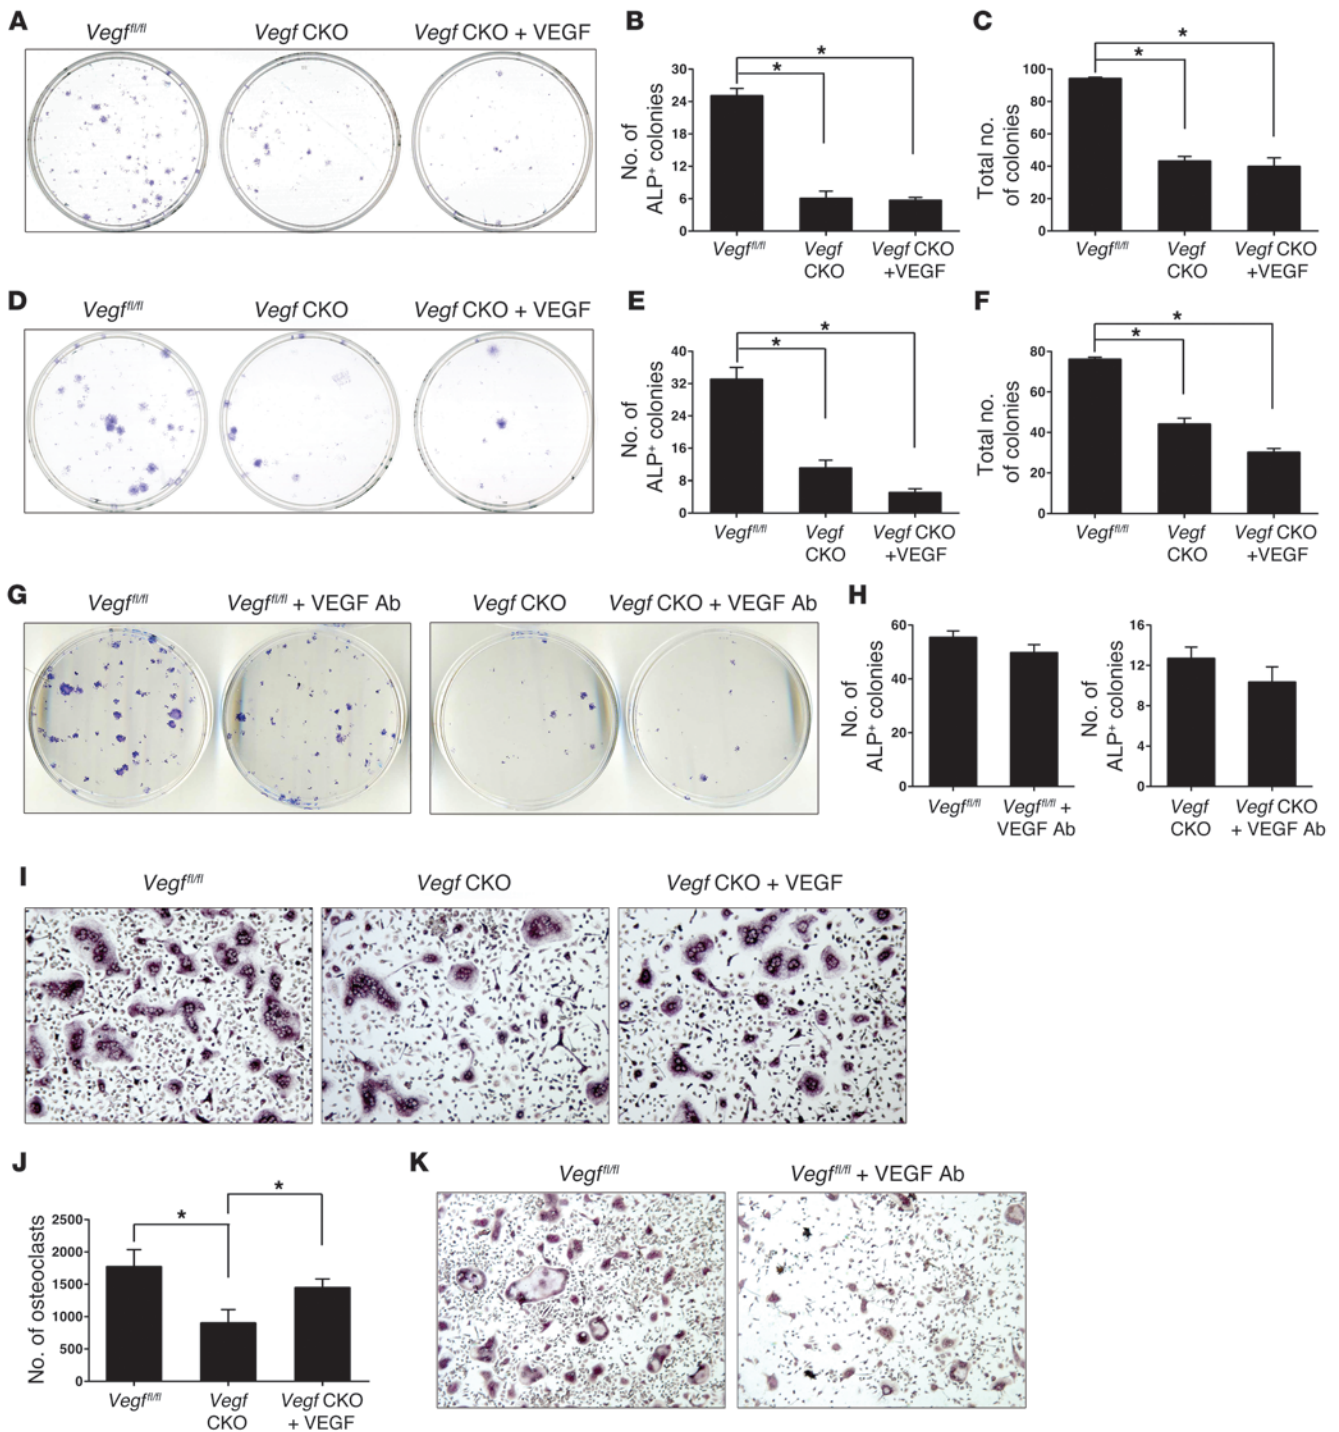 A
Vegf fl/fl
Vegf CKO
Vegf CKO + VEGF
B
No. of
ALP+ colonies
30
24
18
12
6
0
*
*
Vegf fl/fl
Vegf
CKO
Vegf CKO
+VEGF
C
Total no.
of colonies
100
80
60
40
20
0
*
*
Vegf fl/fl
Vegf
CKO
Vegf CKO
+VEGF
D
Vegf fl/fl
Vegf CKO
Vegf CKO + VEGF
E
No. of
ALP+ colonies
40
32
24
16
8
0
*
*
Vegf fl/fl
Vegf
CKO
Vegf CKO
+VEGF
F
Total no.
of colonies
80
60
40
20
0
*
*
Vegf fl/fl
Vegf
CKO
Vegf CKO
+VEGF
G
Vegf fl/fl
Vegf fl/fl + VEGF Ab
Vegf CKO
Vegf CKO + VEGF Ab
H
No. of
ALP+ colonies
60
40
20
0
Vegf fl/fl
Vegf fl/fl +
VEGF Ab
No. of
ALP+ colonies
16
12
8
4
0
Vegf
CKO
Vegf CKO
+ VEGF Ab
I
Vegf fl/fl
Vegf CKO
Vegf CKO + VEGF
J
No. of osteoclasts
2500
2000
1500
1000
500
0
*
*
Vegf fl/fl
Vegf
CKO
Vegf CKO
+ VEGF
K
Vegf fl/fl
Vegf fl/fl + VEGF Ab